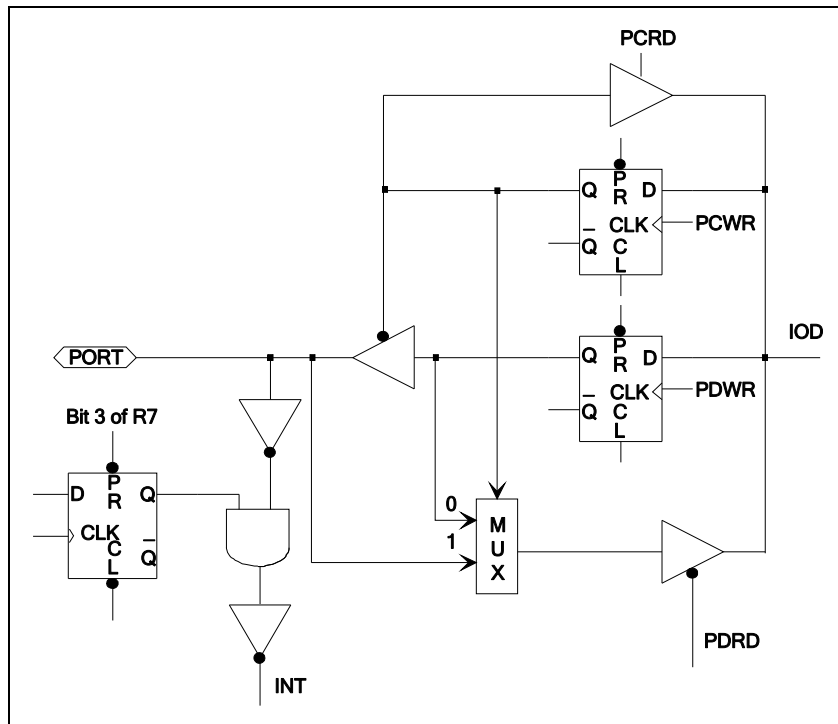 PCRD
Q
P
R
D
CLK
PCWR
Q
C
L
IOD
PORT
Q
P
R
D
CLK
PDWR
Q
C
L
Bit 3 of R7
D
P
R
Q
CLK
C
L
Q
0
1
M
U
X
PDRD
INT